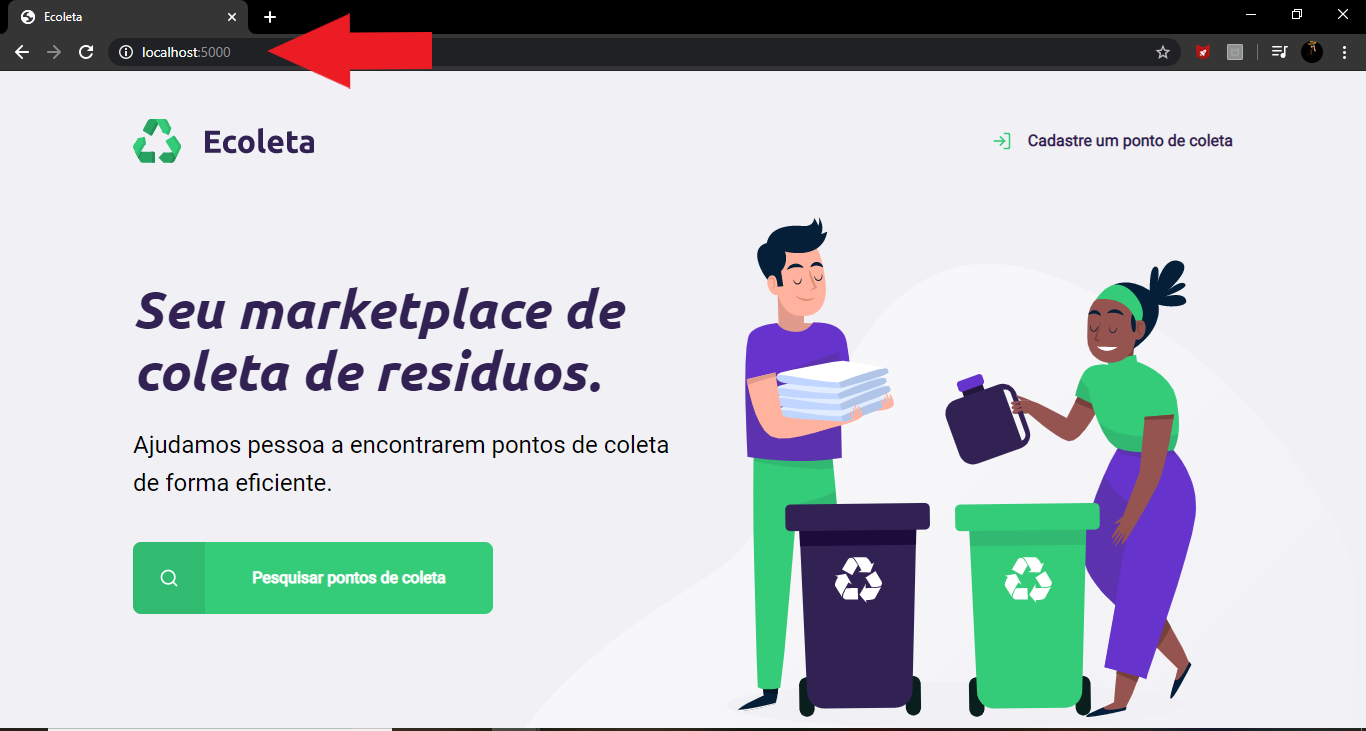 Ecoleta
localhost:5000
Ecoleta
Cadastre um ponto de coleta
Seu marketplace de
coleta de residuos.
Ajudamos pessoa a encontrarem pontos de coleta
de forma eficiente.
Pesquisar pontos de coleta